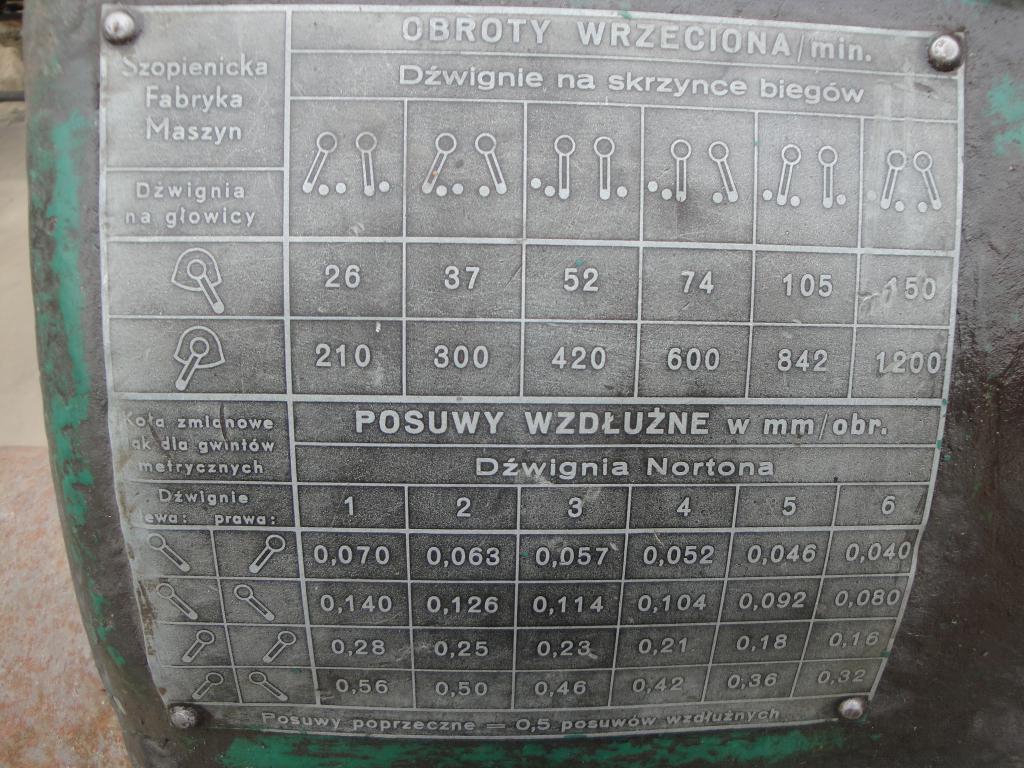 OBROTY WRZECIONA/min.
Szopienicka
Fabryka
Maszyn
Dźwignie na skrzynce biegów
Dźwignia
na głowicy
26 37 52 74 105 150
210 300 420 600 842 1200
Koła zmianowe
jak dla gwintów
metrycznych
POSUWY WZDŁUŻNE w mm/obr.
Dźwignia Nortona
Dźwignie
lewa: prawa:
1 2 3 4 5 6
0,070 0,063 0,057 0,052 0,046 0,040
0,140 0,126 0,114 0,104 0,092 0,080
0,28 0,25 0,23 0,21 0,18 0,16
0,56 0,50 0,46 0,42 0,36 0,32
Posuwy poprzeczne = 0,5 posuwów wzdłużnych